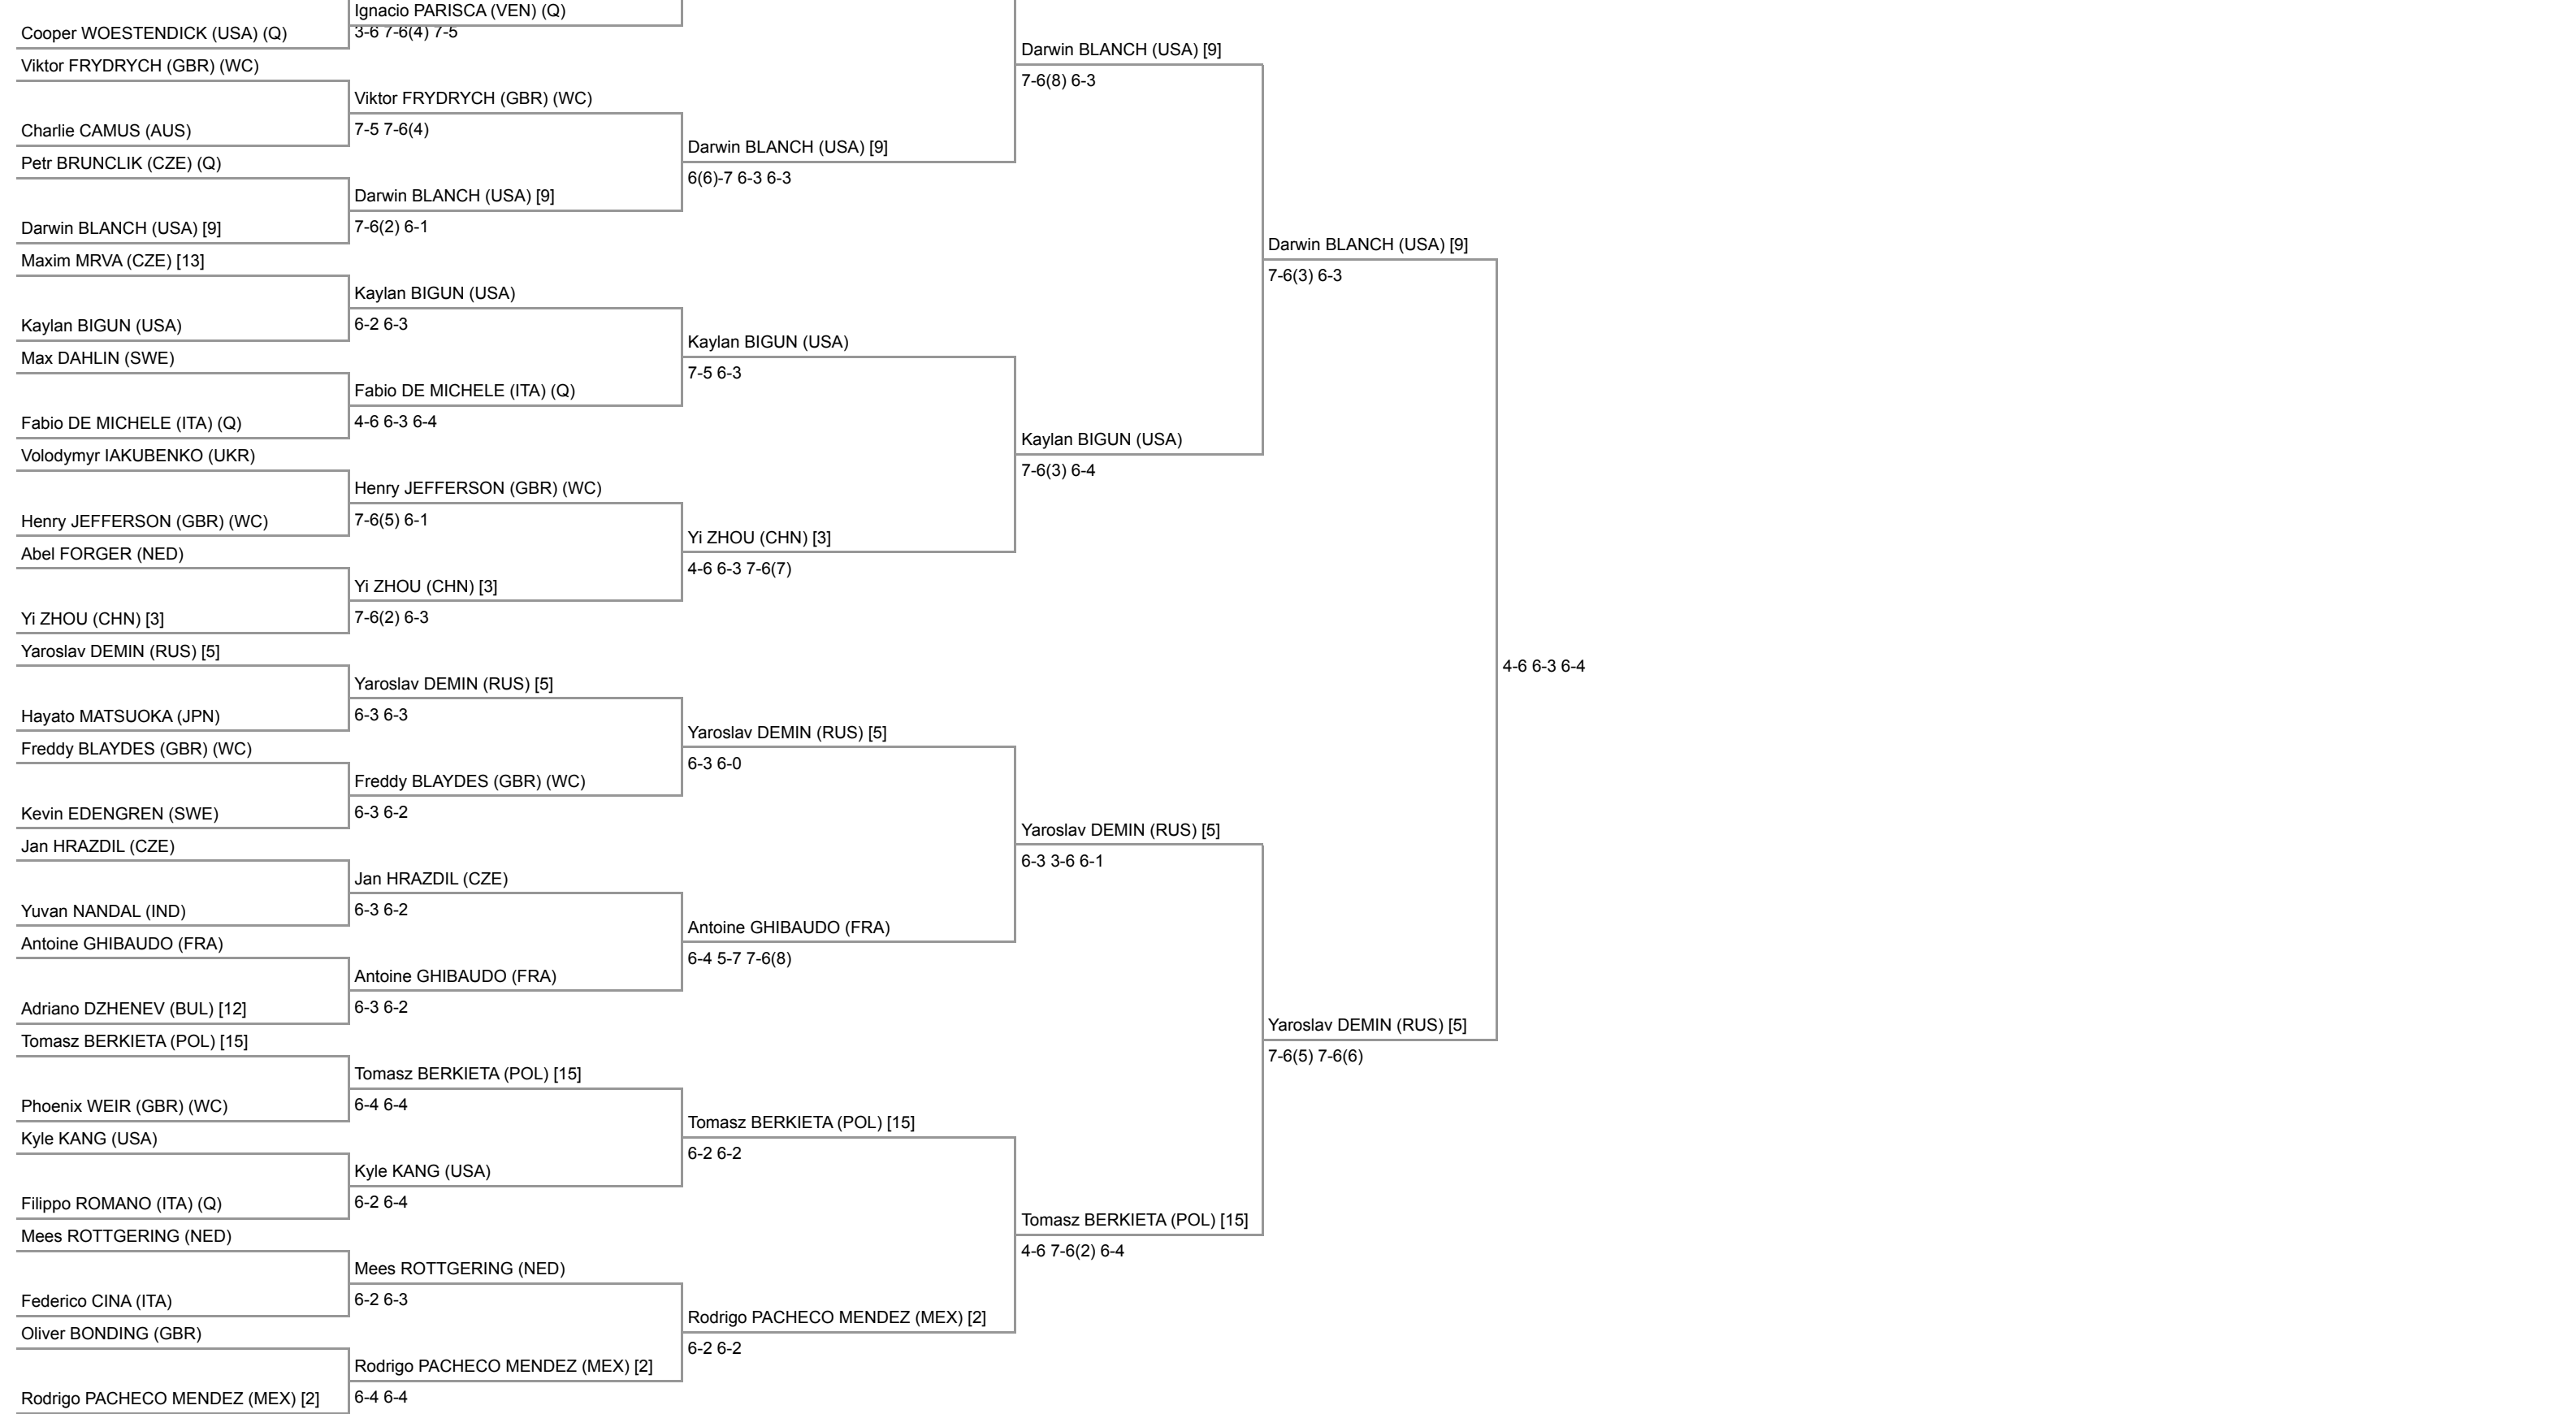 Ignacio PARISCA (VEN) (Q)
Cooper WOESTENDICK (USA) (Q)
3-6 7-6(4) 7-5
Viktor FRYDRYCH (GBR) (WC)
Viktor FRYDRYCH (GBR) (WC)
Charlie CAMUS (AUS)
7-5 7-6(4)
Petr BRUNCLIK (CZE) (Q)
Darwin BLANCH (USA) [9]
Darwin BLANCH (USA) [9]
7-6(2) 6-1
Maxim MRVA (CZE) [13]
Kaylan BIGUN (USA)
Kaylan BIGUN (USA)
6-2 6-3
Max DAHLIN (SWE)
Fabio DE MICHELE (ITA) (Q)
Fabio DE MICHELE (ITA) (Q)
4-6 6-3 6-4
Volodymyr IAKUBENKO (UKR)
Henry JEFFERSON (GBR) (WC)
Henry JEFFERSON (GBR) (WC)
7-6(5) 6-1
Abel FORGER (NED)
Yi ZHOU (CHN) [3]
Yi ZHOU (CHN) [3]
7-6(2) 6-3
Yaroslav DEMIN (RUS) [5]
Yaroslav DEMIN (RUS) [5]
Hayato MATSUOKA (JPN)
6-3 6-3
Freddy BLAYDES (GBR) (WC)
Freddy BLAYDES (GBR) (WC)
Kevin EDENGREN (SWE)
6-3 6-2
Jan HRAZDIL (CZE)
Jan HRAZDIL (CZE)
Yuvan NANDAL (IND)
6-3 6-2
Antoine GHIBAUDO (FRA)
Antoine GHIBAUDO (FRA)
Adriano DZHENEV (BUL) [12]
6-3 6-2
Tomasz BERKIETA (POL) [15]
Tomasz BERKIETA (POL) [15]
Phoenix WEIR (GBR) (WC)
6-4 6-4
Kyle KANG (USA)
Kyle KANG (USA)
Filippo ROMANO (ITA) (Q)
6-2 6-4
Mees ROTTGERING (NED)
Mees ROTTGERING (NED)
Federico CINA (ITA)
6-2 6-3
Oliver BONDING (GBR)
Rodrigo PACHECO MENDEZ (MEX) [2]
Rodrigo PACHECO MENDEZ (MEX) [2]
6-4 6-4
Darwin BLANCH (USA) [9]
6(6)-7 6-3 6-3
Kaylan BIGUN (USA)
7-5 6-3
Yi ZHOU (CHN) [3]
4-6 6-3 7-6(7)
Yaroslav DEMIN (RUS) [5]
6-3 6-0
Antoine GHIBAUDO (FRA)
6-4 5-7 7-6(8)
Tomasz BERKIETA (POL) [15]
6-2 6-2
Rodrigo PACHECO MENDEZ (MEX) [2]
6-2 6-2
Darwin BLANCH (USA) [9]
7-6(8) 6-3
Kaylan BIGUN (USA)
7-6(3) 6-4
Yaroslav DEMIN (RUS) [5]
6-3 3-6 6-1
Tomasz BERKIETA (POL) [15]
4-6 7-6(2) 6-4
Darwin BLANCH (USA) [9]
7-6(3) 6-3
Yaroslav DEMIN (RUS) [5]
7-6(5) 7-6(6)
4-6 6-3 6-4